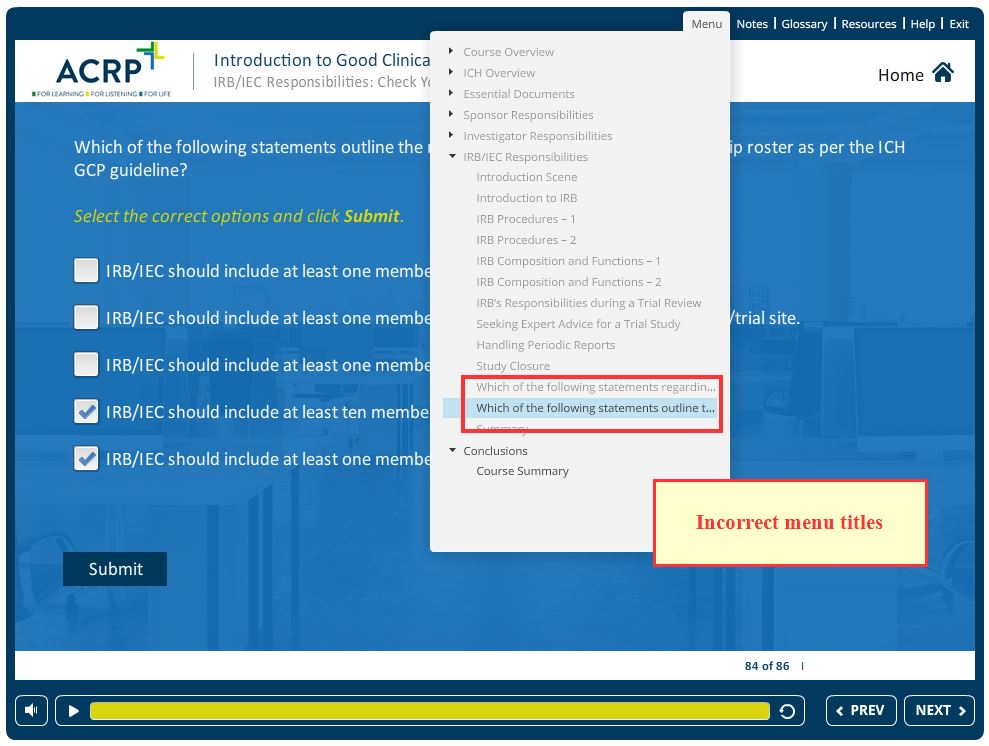 Menu
Notes | Glossary | Resources | Help | Exit
ACRP
FOR LEARNING FOR LISTENING FOR LIFE
Introduction to Good Clinica
IRB/IEC Responsibilities: Check Yo
Home
Course Overview
ICH Overview
Essential Documents
Sponsor Responsibilities
Investigator Responsibilities
IRB/IEC Responsibilities
Introduction Scene
Introduction to IRB
IRB Procedures – 1
IRB Procedures – 2
IRB Composition and Functions – 1
IRB Composition and Functions – 2
IRB's Responsibilities during a Trial Review
Seeking Expert Advice for a Trial Study
Handling Periodic Reports
Study Closure
Which of the following statements regardin...
Which of the following statements outline t...
Summary
Conclusions
Course Summary
Which of the following statements outline the ip roster as per the ICH
GCP guideline?
Select the correct options and click Submit.
IRB/IEC should include at least one membe
IRB/IEC should include at least one membe /trial site.
IRB/IEC should include at least one membe
IRB/IEC should include at least ten membe
IRB/IEC should include at least one membe
Incorrect menu titles
Submit
84 of 86 |
PREV
NEXT